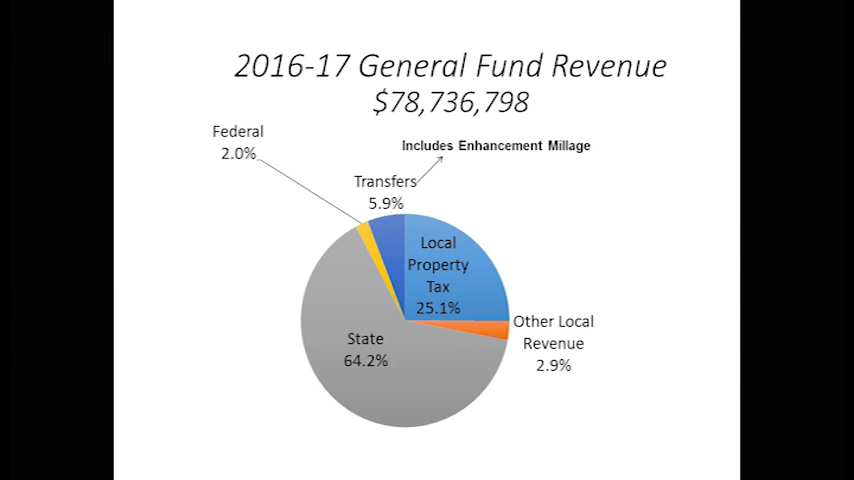 2016-17 General Fund Revenue
$78,736,798
Federal
2.0%
Includes Enhancement Millage
Transfers
5.9%
Local
Property
Tax
25.1%
Other Local
Revenue
2.9%
State
64.2%